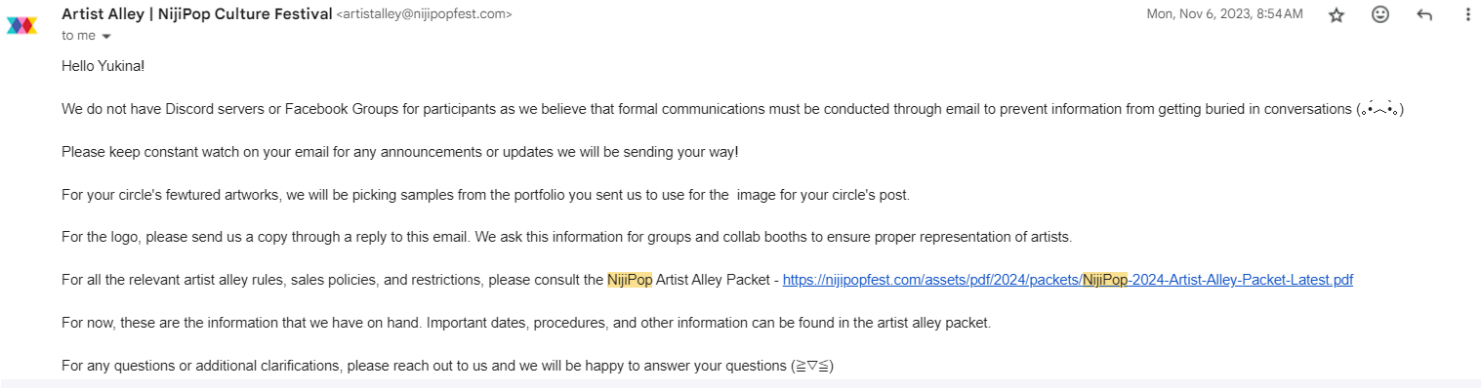 Artist Alley | NijiPop Culture Festival <artistalley@nijipopfest.com>
Mon, Nov 6, 2023, 8:54 AM
to me
Hello Yukina!
We do not have Discord servers or Facebook Groups for participants as we believe that formal communications must be conducted through email to prevent information from getting buried in conversations (｡•́︿•̀｡)
Please keep constant watch on your email for any announcements or updates we will be sending your way!
For your circle's fewtured artworks, we will be picking samples from the portfolio you sent us to use for the  image for your circle's post.
For the logo, please send us a copy through a reply to this email. We ask this information for groups and collab booths to ensure proper representation of artists.
For all the relevant artist alley rules, sales policies, and restrictions, please consult the NijiPop Artist Alley Packet - https://nijipopfest.com/assets/pdf/2024/packets/NijiPop-2024-Artist-Alley-Packet-Latest.pdf
For now, these are the information that we have on hand. Important dates, procedures, and other information can be found in the artist alley packet.
For any questions or additional clarifications, please reach out to us and we will be happy to answer your questions (≧▽≦)